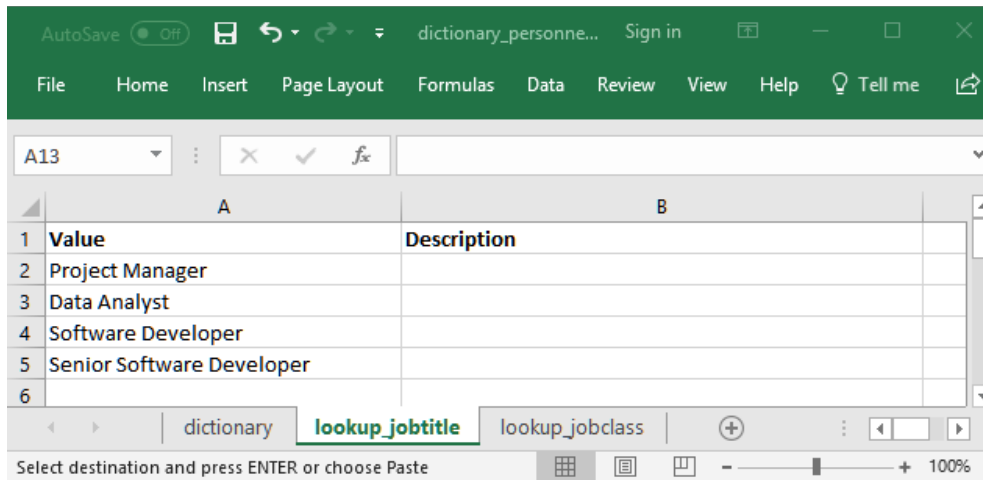 AutoSave Off dictionary_personne... Sign in
File Home Insert Page Layout Formulas Data Review View Help Tell me
A13 fx
A B
1 Value Description
2 Project Manager
3 Data Analyst
4 Software Developer
5 Senior Software Developer
6
dictionary lookup_jobtitle lookup_jobclass
Select destination and press ENTER or choose Paste - + 100%